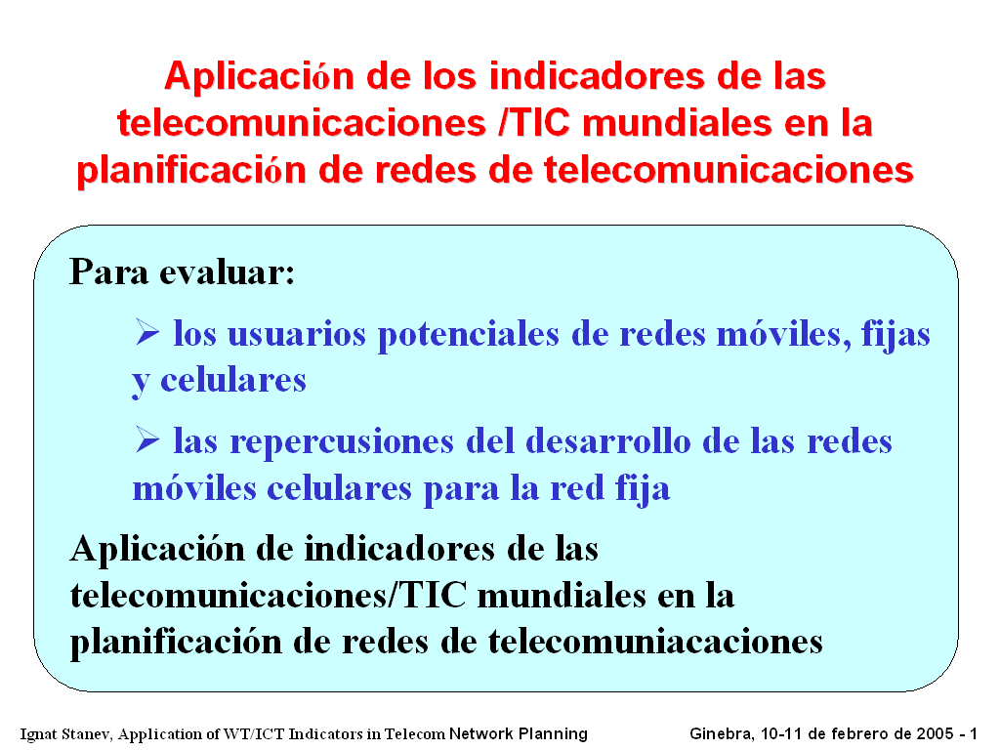 Aplicación de los indicadores de las
telecomunicaciones /TIC mundiales en la
planificación de redes de telecomunicaciones
Para evaluar:
➢ los usuarios potenciales de redes móviles, fijas
y celulares
➢ las repercusiones del desarrollo de las redes
móviles celulares para la red fija
Aplicación de indicadores de las
telecomunicaciones/TIC mundiales en la
planificación de redes de telecomuniacaciones
Ignat Stanev, Application of WT/ICT Indicators in Telecom Network Planning
Ginebra, 10-11 de febrero de 2005 - 1